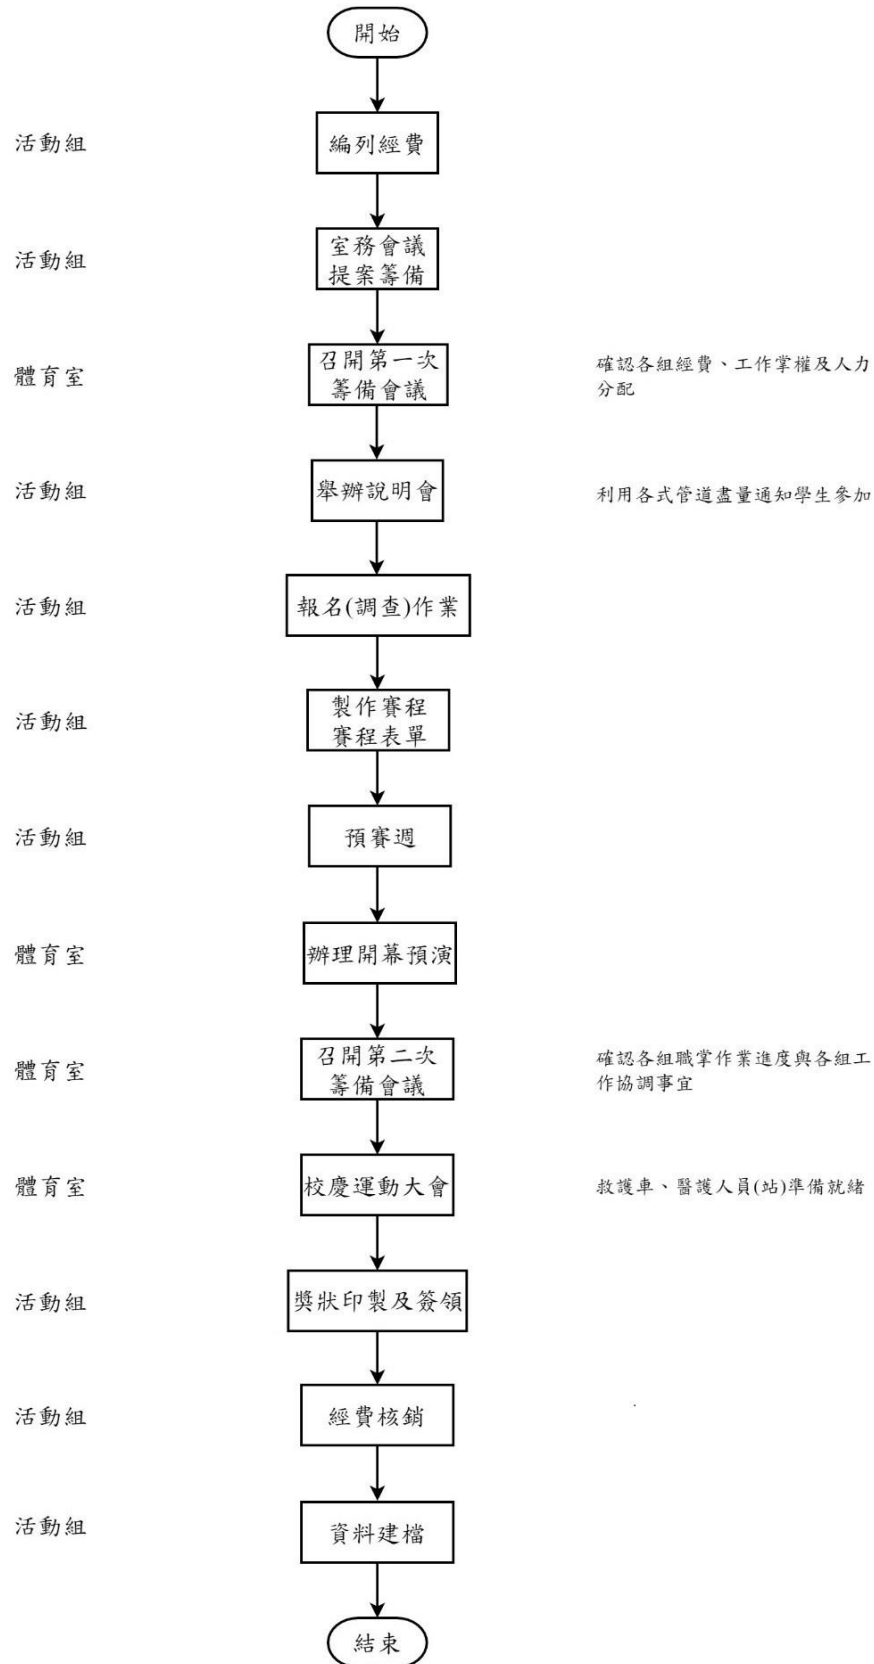 開始
活動組
編列經費
活動組
室務會議
提案籌備
體育室
召開第一次
籌備會議
確認各組經費、工作掌權及人力
分配
活動組
舉辦說明會
利用各式管道盡量通知學生參加
活動組
報名(調查)作業
活動組
製作賽程
賽程表單
活動組
預賽週
體育室
辦理開幕預演
體育室
召開第二次
籌備會議
確認各組職掌作業進度與各組工
作協調事宜
體育室
校慶運動大會
救護車、醫護人員(站)準備就緒
活動組
獎狀印製及簽領
活動組
經費核銷
活動組
資料建檔
結束